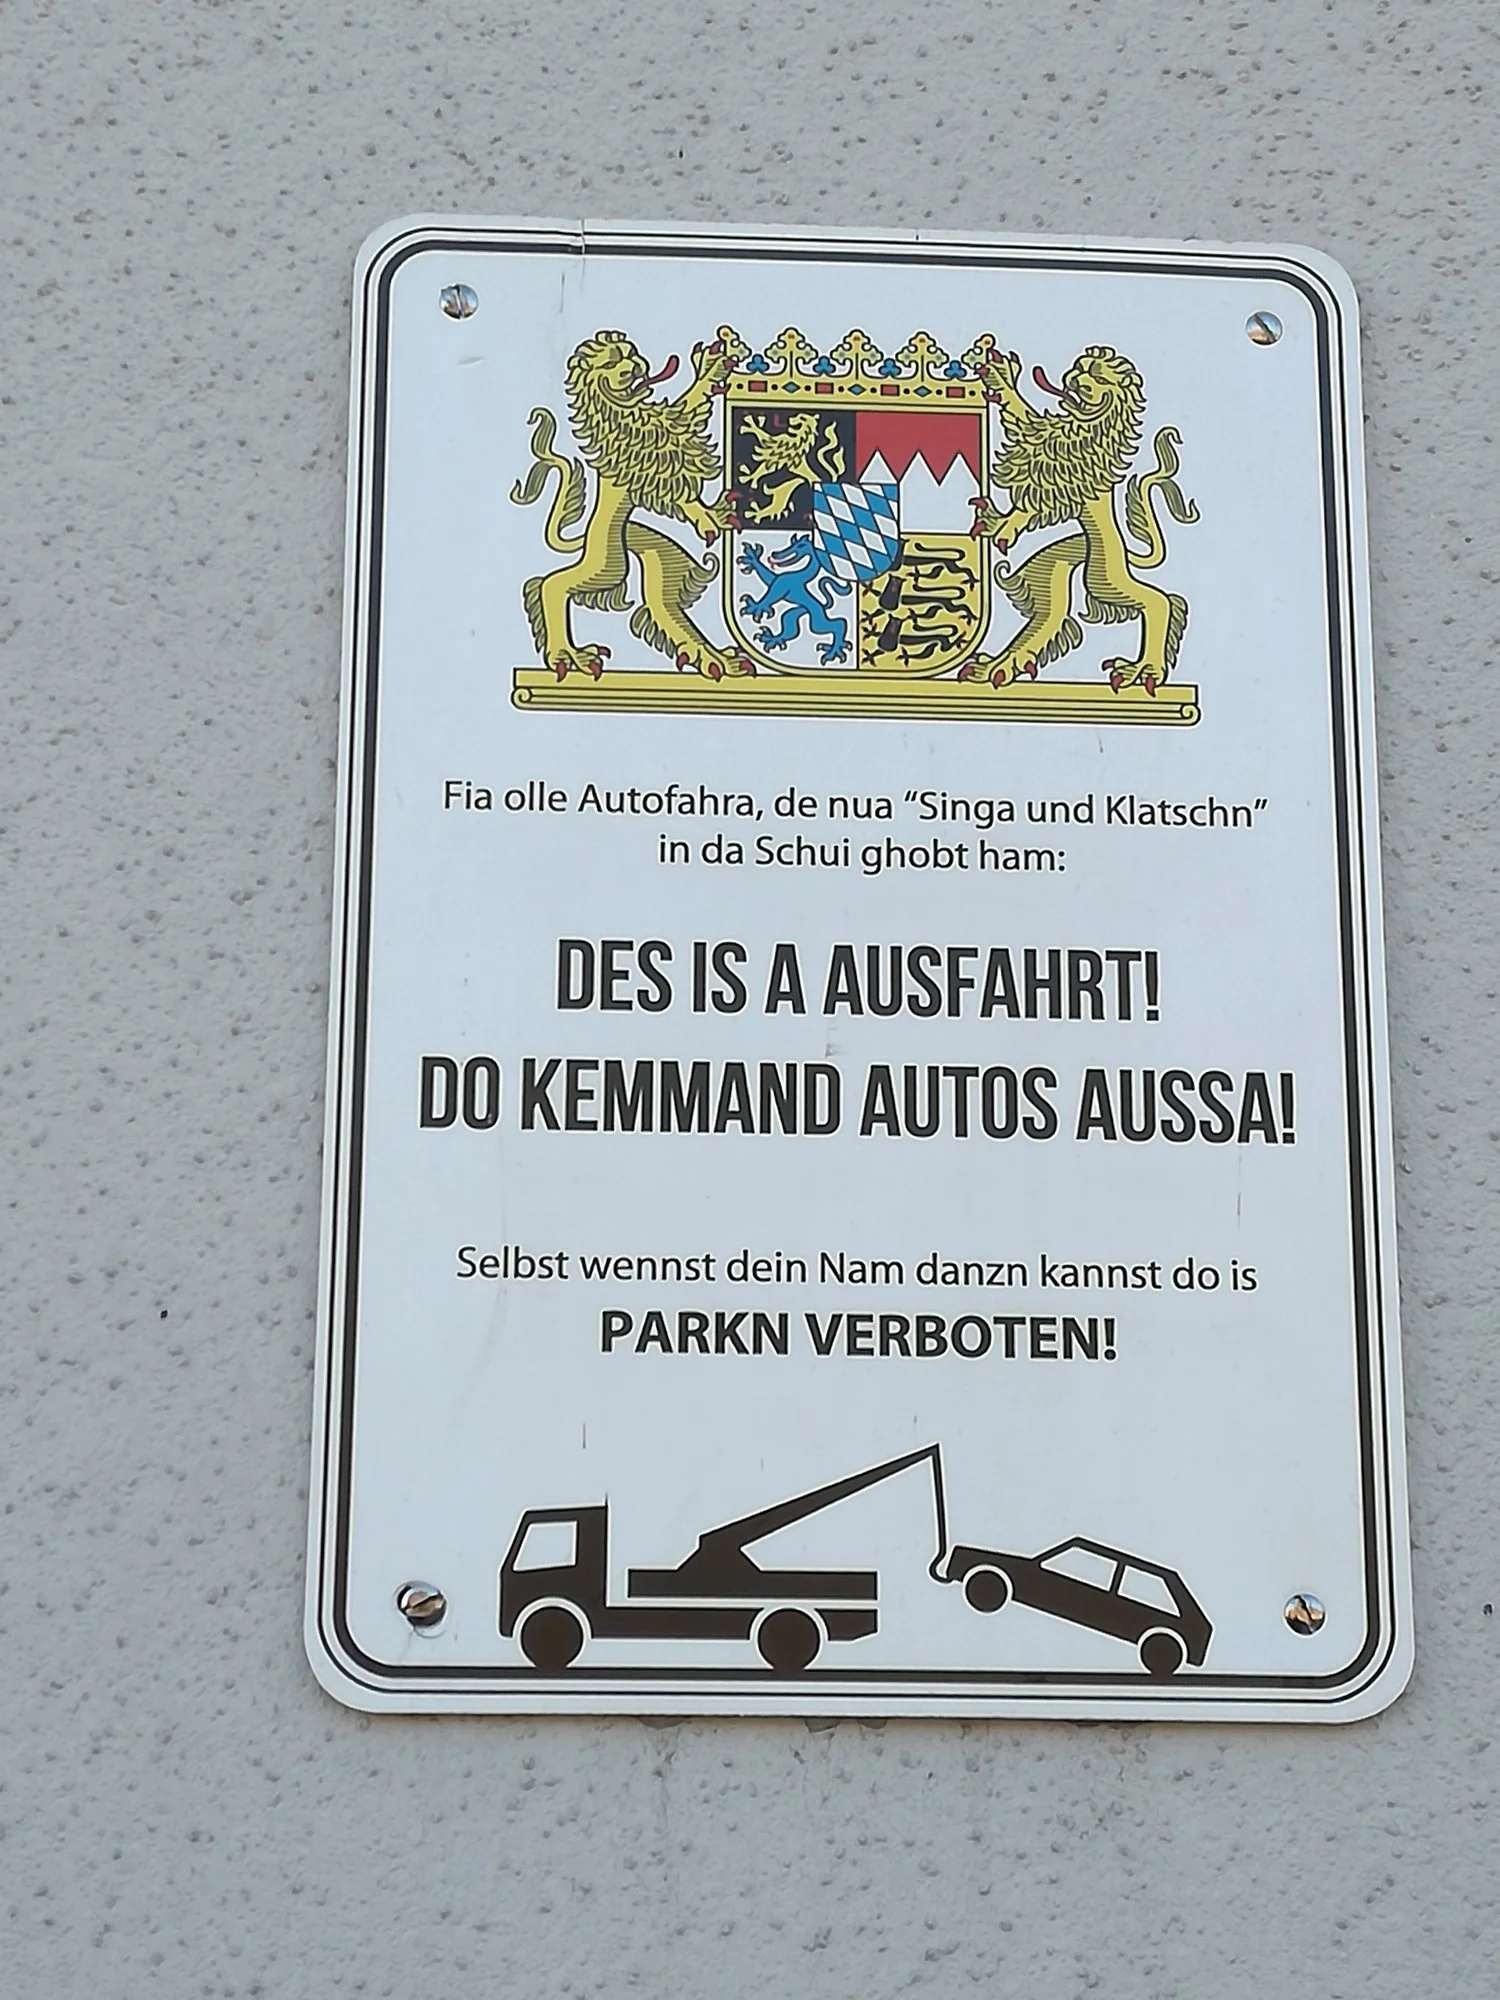 Fia olle Autofahra, de nua “Singa und Klatschn”
in da Schui ghobt ham:
DES IS A AUSFAHRT!
DO KEMMAND AUTOS AUSSA!
Selbst wennst dein Nam danzn kannst do is
PARKN VERBOTEN!